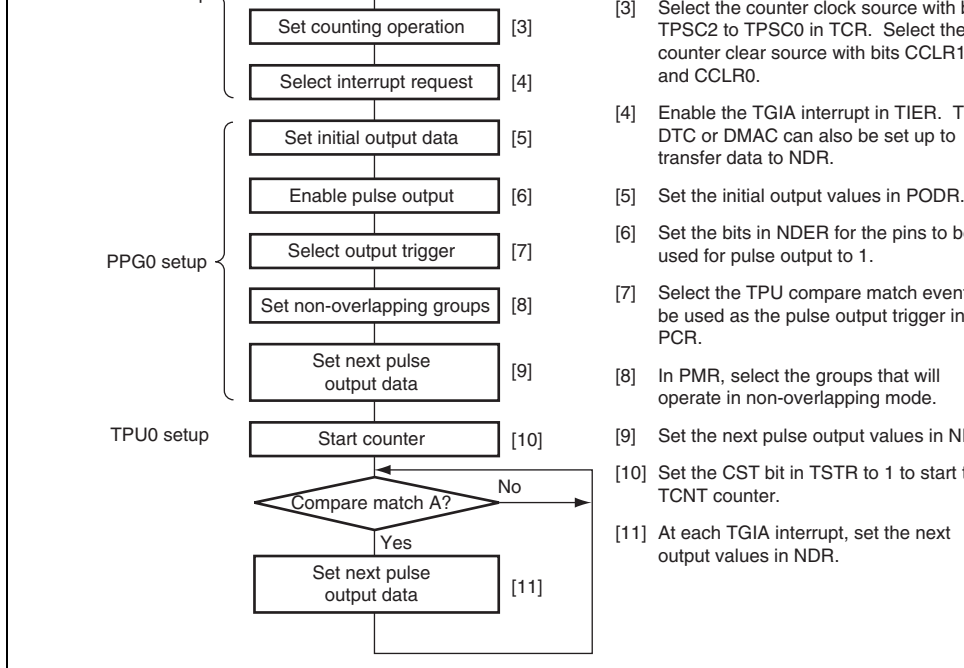 Set counting operation [3]
Select interrupt request [4]
Set initial output data [5]
Enable pulse output [6]
PPG0 setup
Select output trigger [7]
Set non-overlapping groups [8]
Set next pulse
output data [9]
TPU0 setup
Start counter [10]
Compare match A?
No
Yes
Set next pulse
output data [11]
[3] Select the counter clock source with
TPSC2 to TPSC0 in TCR. Select the
counter clear source with bits CCLR1
and CCLR0.
[4] Enable the TGIA interrupt in TIER.
DTC or DMAC can also be set up to
transfer data to NDR.
[5] Set the initial output values in PODR.
[6] Set the bits in NDER for the pins to
used for pulse output to 1.
[7] Select the TPU compare match
be used as the pulse output trigger in
PCR.
[8] In PMR, select the groups that will
operate in non-overlapping mode.
[9] Set the next pulse output values in
[10] Set the CST bit in TSTR to 1 to start
TCNT counter.
[11] At each TGIA interrupt, set the next
output values in NDR.